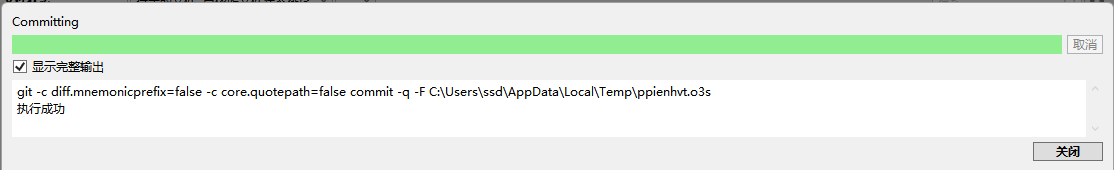 Committing
取消
显示完整输出
git -c diff.mnemonicprefix=false -c core.quotepath=false commit -q -F C:\Users\ssd\AppData\Local\Temp\ppienhvt.o3s
执行成功
关闭